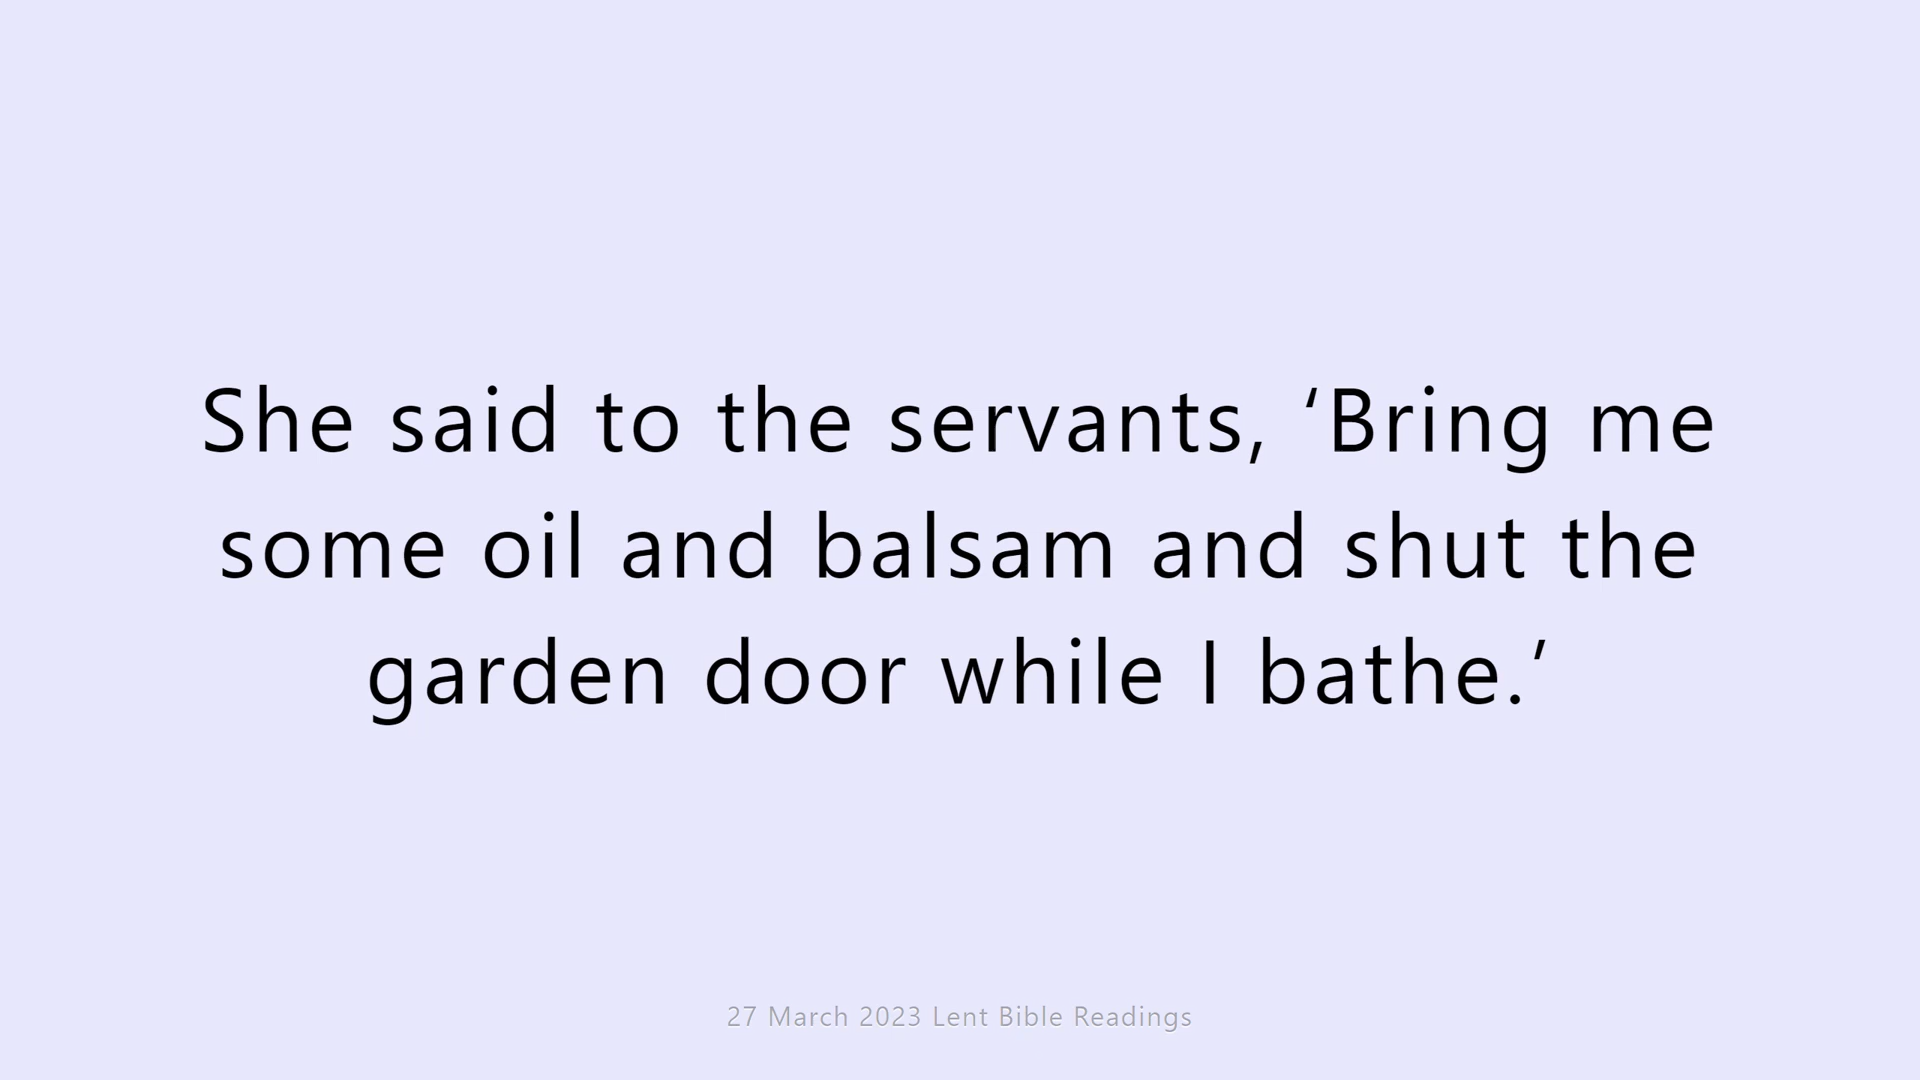 She said to the servants, ‘Bring me
some oil and balsam and shut the
garden door while I bathe.’
27 March 2023 Lent Bible Readings